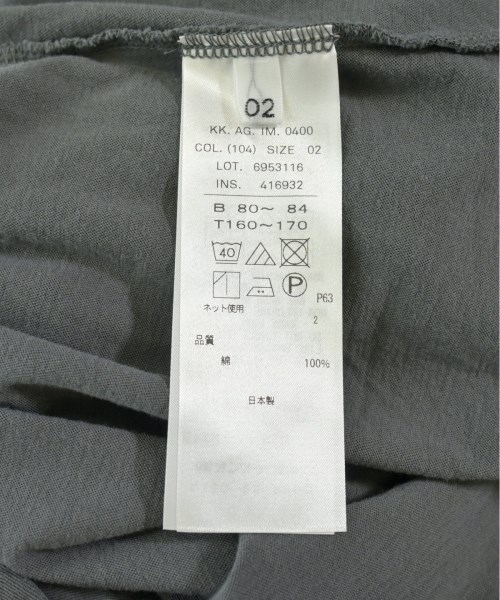 02
KK. AG. IM. 0400
COL. (104) SIZE 02
LOT. 6953116
INS. 416932
B 80～ 84
T160～170
40
P
ネット使用
P63
2
品質
綿 100%
日本製